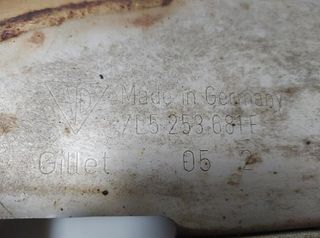 Made in Germany
7L5 253 681 F
Gillet 05 2